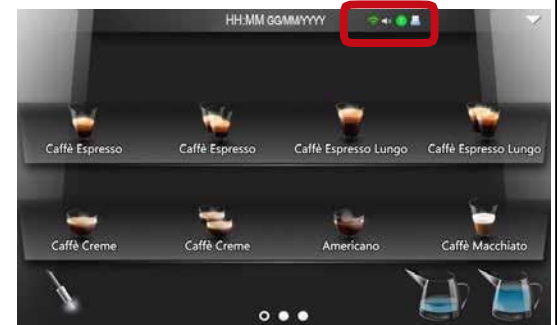 HH:MM GG/MM/YYYY
Caffè Espresso Caffè Espresso Caffè Espresso Lungo Caffè Espresso Lungo
Caffè Creme Caffè Creme Americano Caffè Macchiato